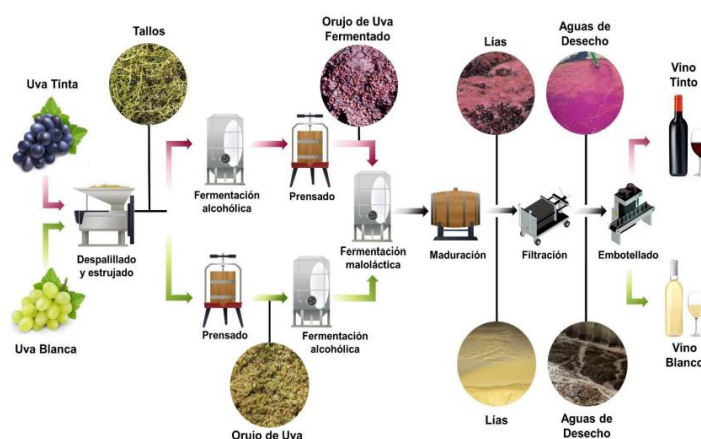 Tallos
Orujo de Uva
Fermentado
Lías
Aguas de
Desecho
Vino
Tinto
Uva Tinta
Fermentación
alcohólica
Prensado
Despalillado
y estrujado
Fermentación
maloláctica
Maduración
Filtración
Embotellado
Uva Blanca
Prensado
Fermentación
alcohólica
Vino
Blanco
Orujo de Uva
Lías
Aguas de
Desecho